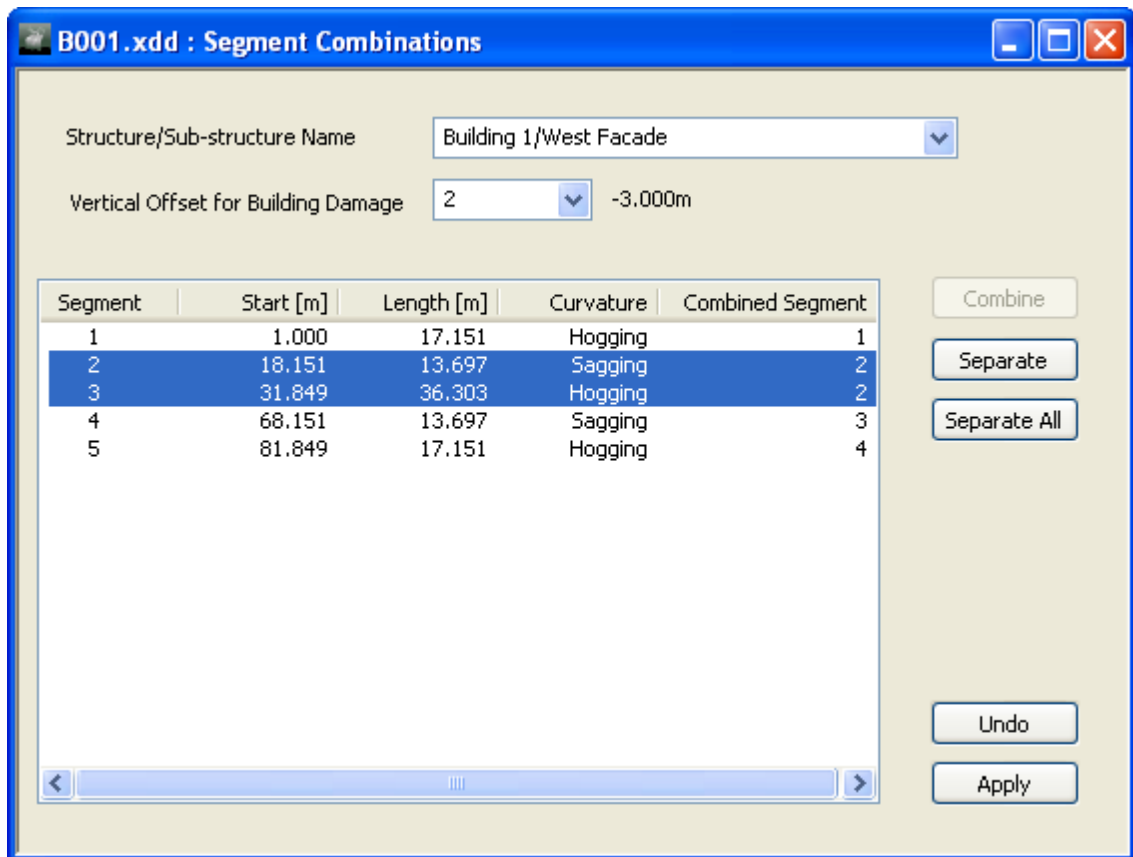 B001.xdd : Segment Combinations
Structure/Sub-structure Name Building 1/West Facade
Vertical Offset for Building Damage 2 -3.000m
Segment Start [m] Length [m] Curvature Combined Segment
1 1.000 17.151 Hogging 1
2 18.151 13.697 Sagging 2
3 31.849 36.303 Hogging 2
4 68.151 13.697 Sagging 3
5 81.849 17.151 Hogging 4
Combine
Separate
Separate All
Undo
Apply